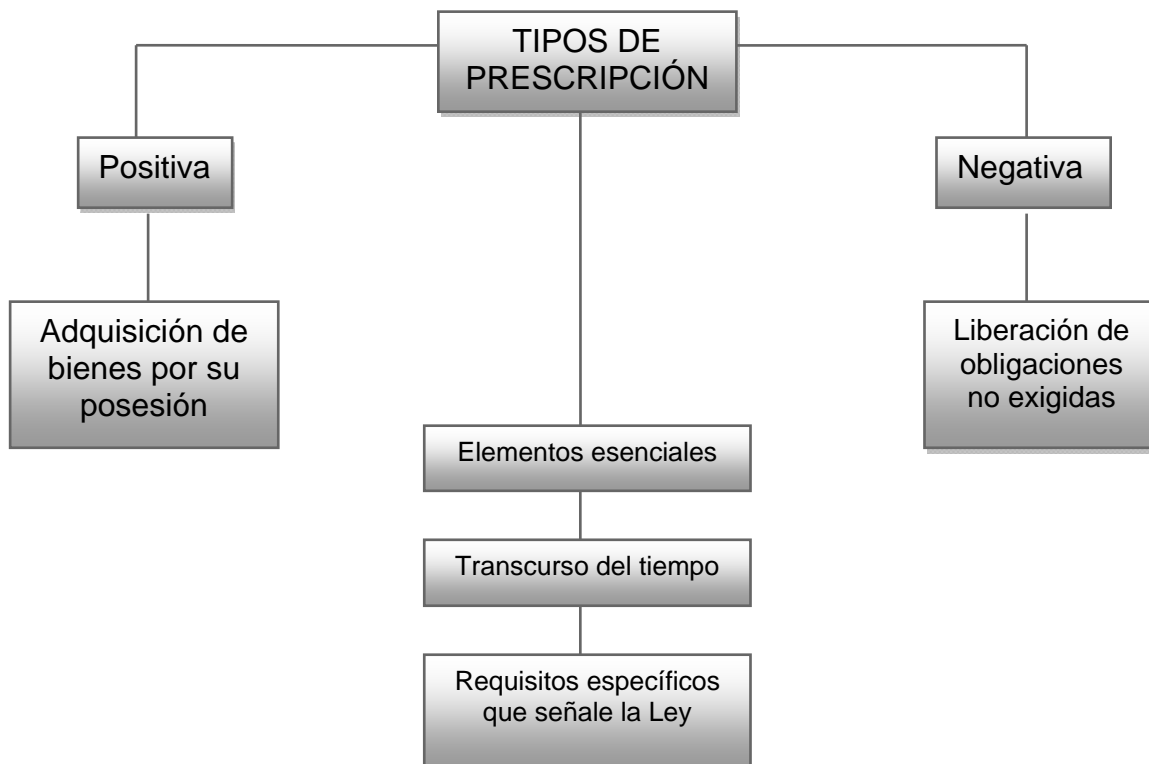 TIPOS DE
PRESCRIPCIÓN
Positiva
Negativa
Adquisición de
bienes por su
posesión
Liberación de
obligaciones
no exigidas
Elementos esenciales
Transcurso del tiempo
Requisitos específicos
que señale la Ley